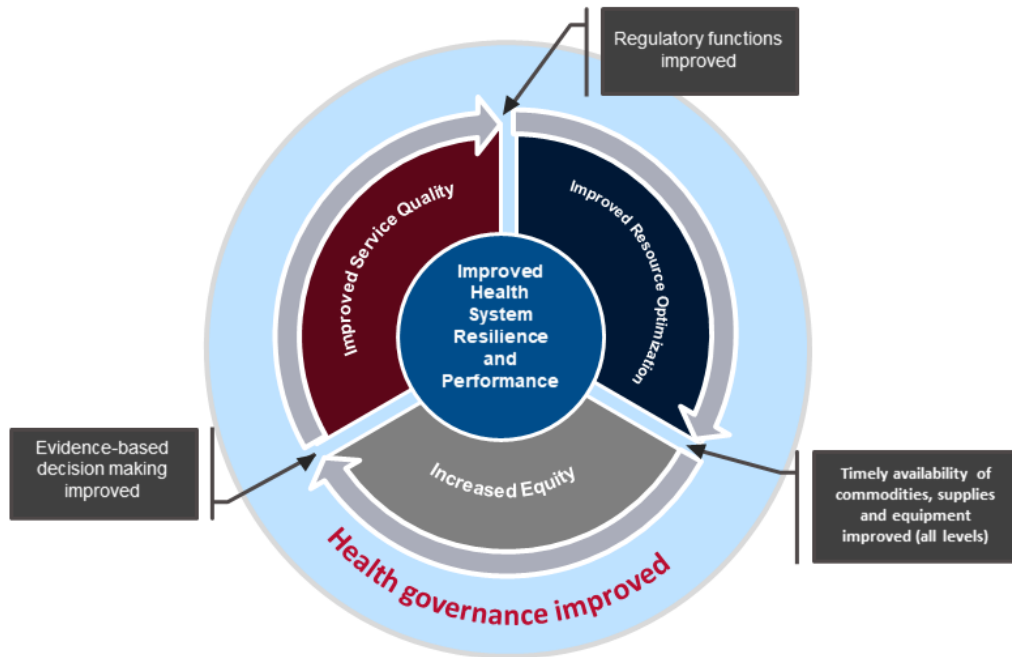 Regulatory functions
improved
Improved Service Quality
Improved Resource Optimization
Improved
Health
System
Resilience
and
Performance
Evidence-based
decision making
improved
Increased Equity
Timely availability of
commodities, supplies
and equipment
improved (all levels)
Health governance improved